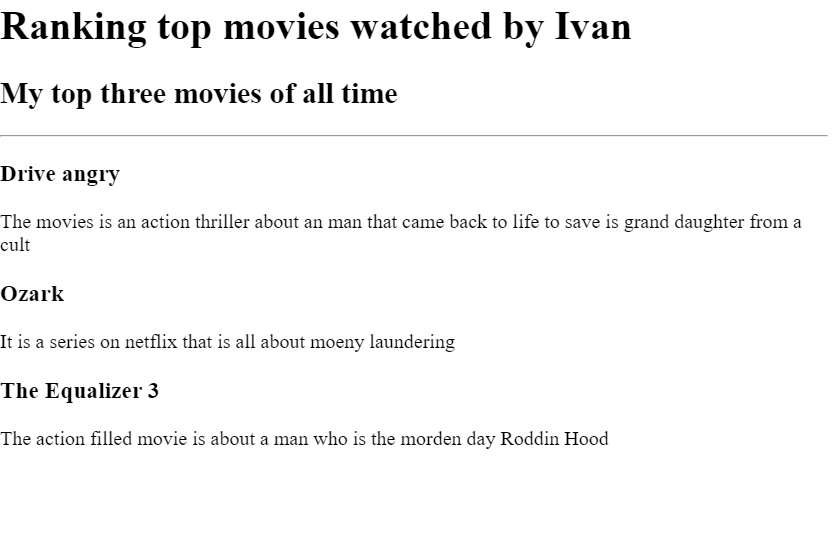 Ranking top movies watched by Ivan
My top three movies of all time
Drive angry
The movies is an action thriller about an man that came back to life to save is grand daughter from a
cult
Ozark
It is a series on netflix that is all about moeny laundering
The Equalizer 3
The action filled movie is about a man who is the morden day Roddin Hood